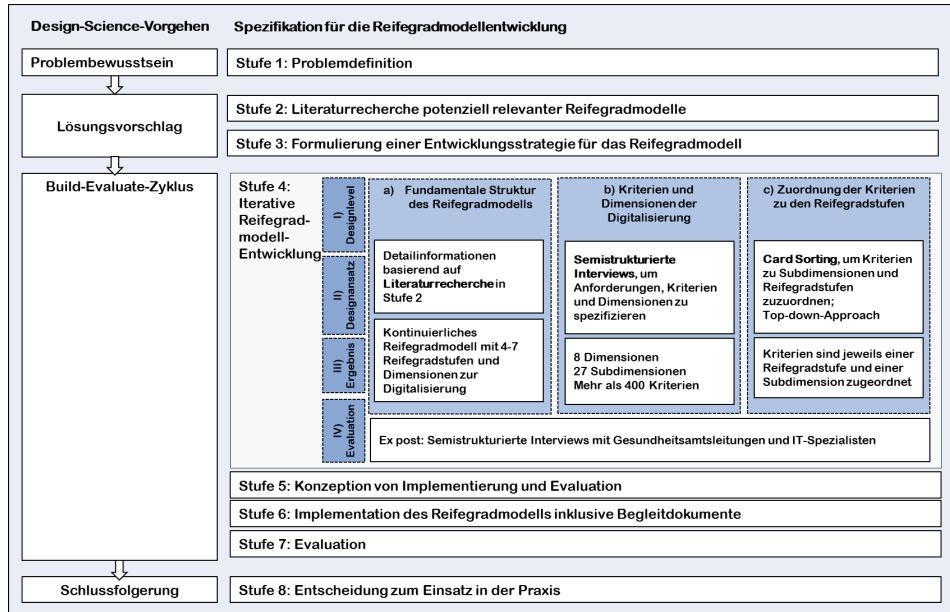 Design-Science-Vorgehen
Spezifikation für die Reifegradmodellentwicklung
Problembewusstsein
Stufe 1: Problemdefinition
Lösungsvorschlag
Stufe 2: Literaturrecherche potenziell relevanter Reifegradmodelle
Stufe 3: Formulierung einer Entwicklungsstrategie für das Reifegradmodell
Build-Evaluate-Zyklus
Stufe 4:
Iterative
Reifegrad-
modell-
Entwicklung
I)
Designlevel
a) Fundamentale Struktur
des Reifegradmodells
b) Kriterien und
Dimensionen der
Digitalisierung
c) Zuordnung der Kriterien
zu den Reifegradstufen
II)
Designansatz
Detailinformationen
basierend auf
Literaturrecherche in
Stufe 2
Semistrukturierte
Interviews, um
Anforderungen, Kriterien
und Dimensionen zu
spezifizieren
Card Sorting, um Kriterien
zu Subdimensionen und
Reifegradstufen
zuzuordnen;
Top-down-Approach
III)
Ergebnis
Kontinuierliches
Reifegradmodell mit 4-7
Reifegradstufen und
Dimensionen zur
Digitalisierung
8 Dimensionen
27 Subdimensionen
Mehr als 400 Kriterien
Kriterien sind jeweils einer
Reifegradstufe und einer
Subdimension zugeordnet
IV)
Evaluation
Ex post: Semistrukturierte Interviews mit Gesundheitsamtsleitungen und IT-Spezialisten
Stufe 5: Konzeption von Implementierung und Evaluation
Stufe 6: Implementation des Reifegradmodells inklusive Begleitdokumente
Stufe 7: Evaluation
Schlussfolgerung
Stufe 8: Entscheidung zum Einsatz in der Praxis